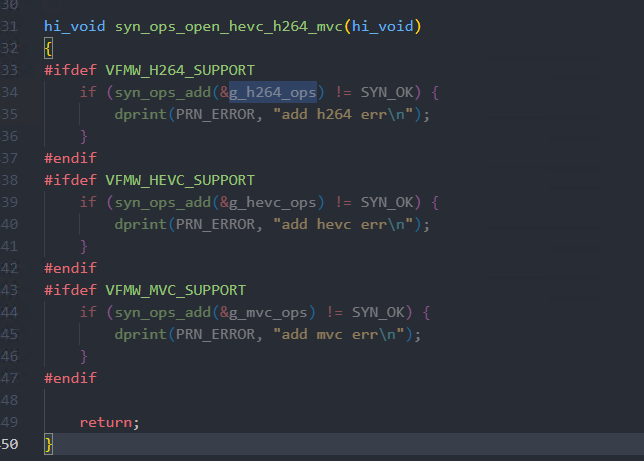 30
31 hi_void syn_ops_open_hevc_h264_mvc(hi_void)
32 {
33 #ifdef VFMW_H264_SUPPORT
34     if (syn_ops_add(&g_h264_ops) != SYN_OK) {
35         dprint(PRN_ERROR, "add h264 err\n");
36     }
37 #endif
38 #ifdef VFMW_HEVC_SUPPORT
39     if (syn_ops_add(&g_hevc_ops) != SYN_OK) {
40         dprint(PRN_ERROR, "add hevc err\n");
41     }
42 #endif
43 #ifdef VFMW_MVC_SUPPORT
44     if (syn_ops_add(&g_mvc_ops) != SYN_OK) {
45         dprint(PRN_ERROR, "add mvc err\n");
46     }
47 #endif
48
49     return;
50 }